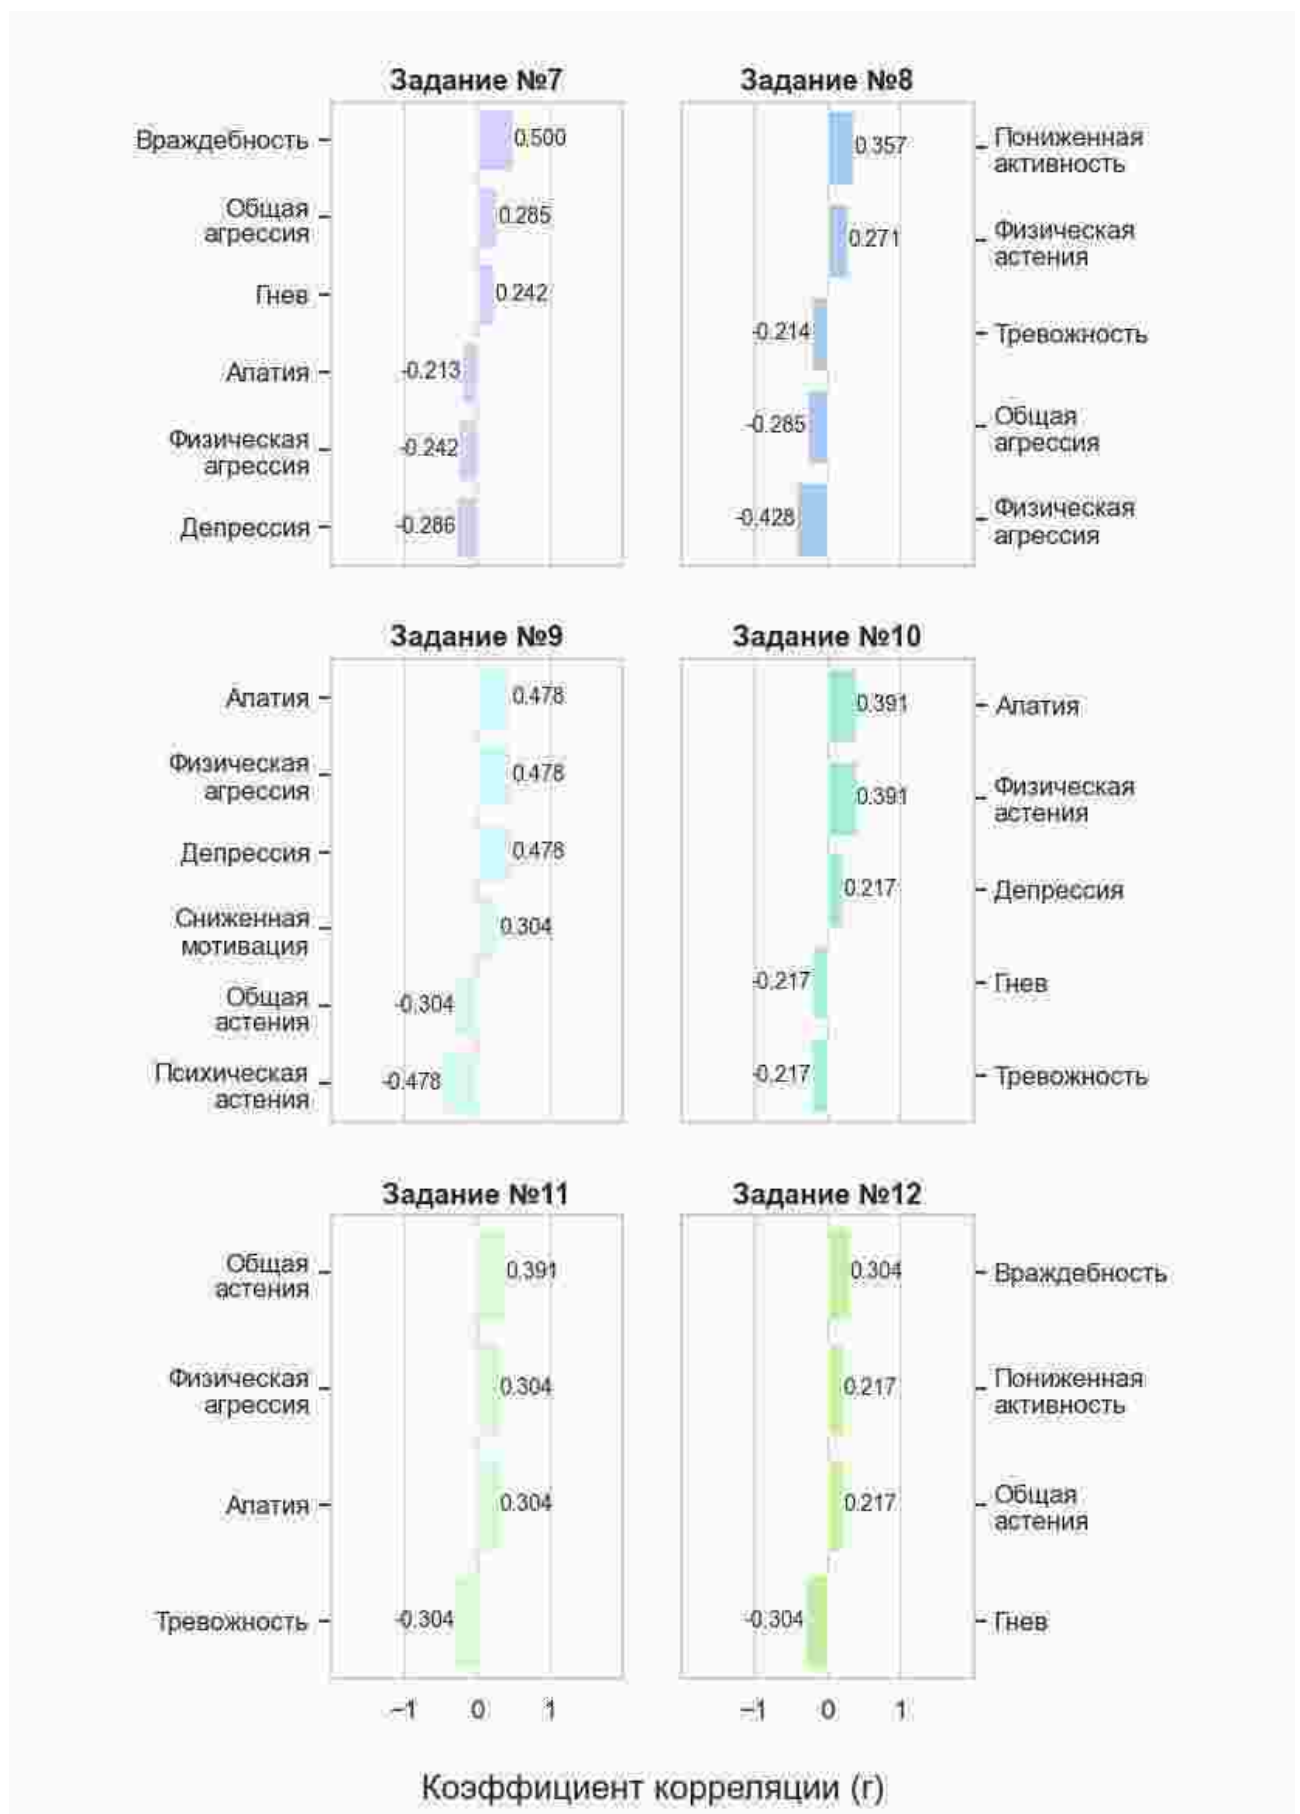 Задание №7
Враждебность
0.500
Общая
агрессия
0.285
Гнев
0.242
Апатия
-0.213
Физическая
агрессия
-0.242
Депрессия
-0.286
Задание №8
0.357
Пониженная
активность
0.271
Физическая
астения
-0.214
Тревожность
-0.285
Общая
агрессия
-0.428
Физическая
агрессия
Задание №9
Апатия
0.478
Физическая
агрессия
0.478
Депрессия
0.478
Сниженная
мотивация
0.304
Общая
астения
-0.304
Психическая
астения
-0.478
Задание №10
0.391
Апатия
0.391
Физическая
астения
0.217
Депрессия
-0.217
Гнев
-0.217
Тревожность
Задание №11
Общая
астения
0.391
Физическая
агрессия
0.304
Апатия
0.304
Тревожность
-0.304
−1 0 1
Задание №12
0.304
Враждебность
0.217
Пониженная
активность
0.217
Общая
астения
-0.304
Гнев
−1 0 1
Коэффициент корреляции (r)